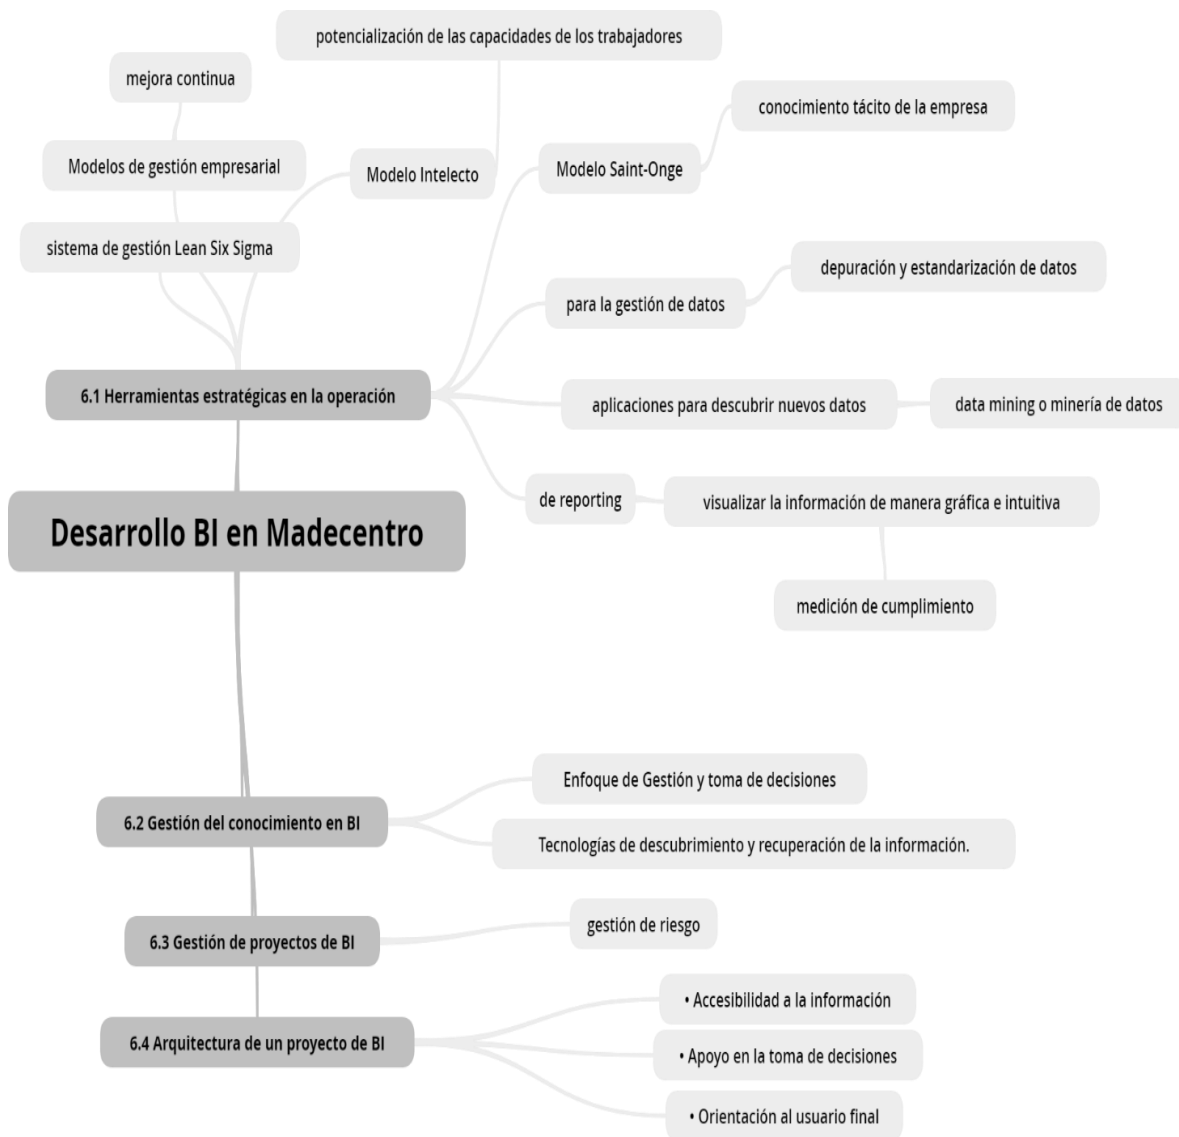 potencialización de las capacidades de los trabajadores
mejora continua
conocimiento tácito de la empresa
Modelos de gestión empresarial
Modelo Intelecto
Modelo Saint-Onge
sistema de gestión Lean Six Sigma
depuración y estandarización de datos
para la gestión de datos
6.1 Herramientas estratégicas en la operación
aplicaciones para descubrir nuevos datos
data mining o minería de datos
de reporting
visualizar la información de manera gráfica e intuitiva
Desarrollo BI en Madecentro
medición de cumplimiento
Enfoque de Gestión y toma de decisiones
6.2 Gestión del conocimiento en BI
Tecnologías de descubrimiento y recuperación de la información.
6.3 Gestión de proyectos de BI
gestión de riesgo
• Accesibilidad a la información
6.4 Arquitectura de un proyecto de BI
• Apoyo en la toma de decisiones
• Orientación al usuario final